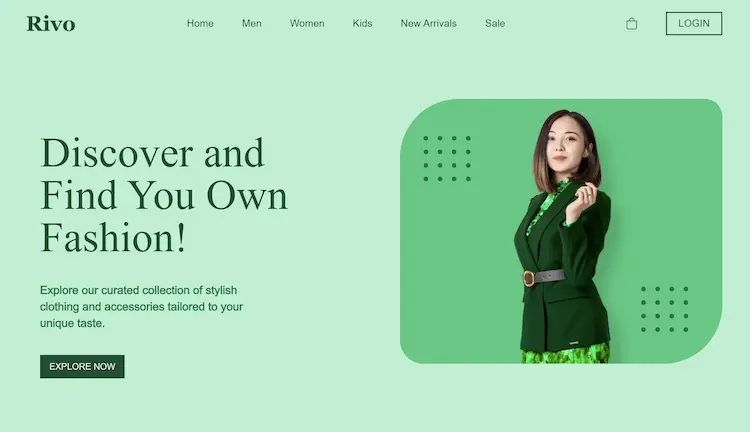 Rivo
Home Men Women Kids New Arrivals Sale
LOGIN
Discover and
Find You Own
Fashion!
Explore our curated collection of stylish
clothing and accessories tailored to your
unique taste.
EXPLORE NOW